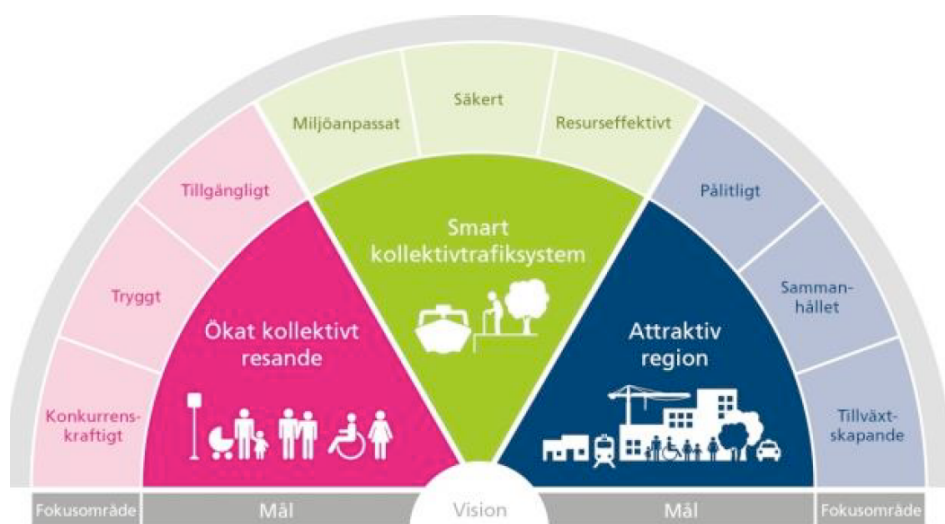 Konkurrens-
kraftigt
Tryggt
Tillgängligt
Miljöanpassat
Säkert
Resurseffektivt
Pålitligt
Samman-
hållet
Tillväxt-
skapande
Ökat kollektivt
resande
Smart
kollektivtrafiksystem
Attraktiv
region
Fokusområde
Mål
Vision
Mål
Fokusområde